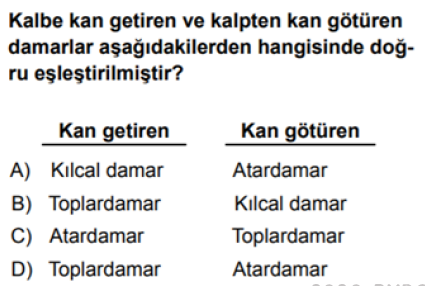 Kalbe kan getiren ve kalpten kan götüren
damarlar aşağıdakilerden hangisinde doğ-
ru eşleştirilmiştir?
Kan getiren Kan götüren
A) Kılcal damar Atardamar
B) Toplardamar Kılcal damar
C) Atardamar Toplardamar
D) Toplardamar Atardamar